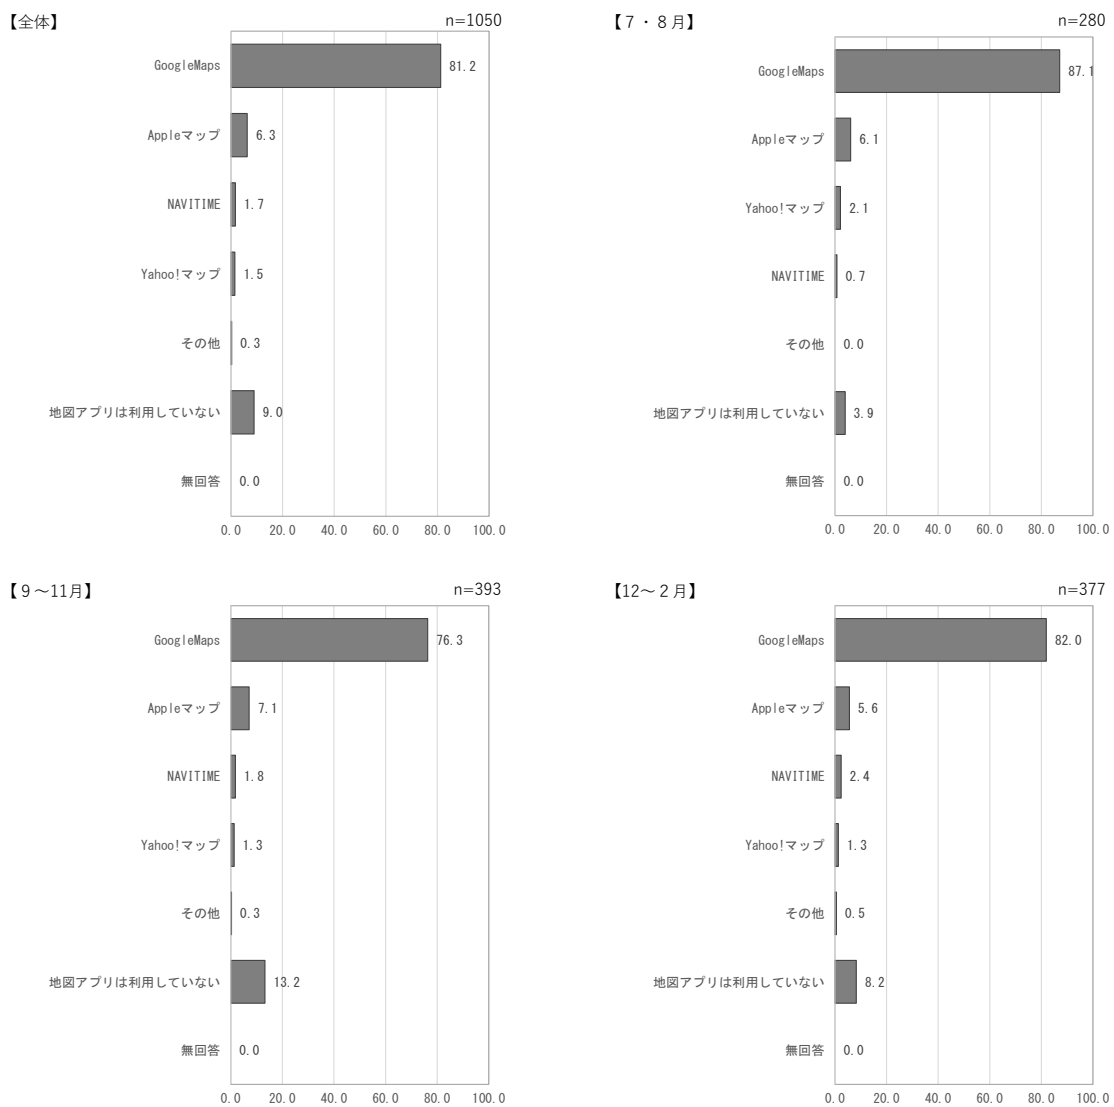 【全体】 n=1050
GoogleMaps 81.2
Appleマップ 6.3
NAVITIME 1.7
Yahoo!マップ 1.5
その他 0.3
地図アプリは利用していない 9.0
無回答 0.0
0.0 20.0 40.0 60.0 80.0 100.0
【７・８月】 n=280
GoogleMaps 87.1
Appleマップ 6.1
Yahoo!マップ 2.1
NAVITIME 0.7
その他 0.0
地図アプリは利用していない 3.9
無回答 0.0
0.0 20.0 40.0 60.0 80.0 100.0
【９～11月】 n=393
GoogleMaps 76.3
Appleマップ 7.1
NAVITIME 1.8
Yahoo!マップ 1.3
その他 0.3
地図アプリは利用していない 13.2
無回答 0.0
0.0 20.0 40.0 60.0 80.0 100.0
【12～２月】 n=377
GoogleMaps 82.0
Appleマップ 5.6
NAVITIME 2.4
Yahoo!マップ 1.3
その他 0.5
地図アプリは利用していない 8.2
無回答 0.0
0.0 20.0 40.0 60.0 80.0 100.0